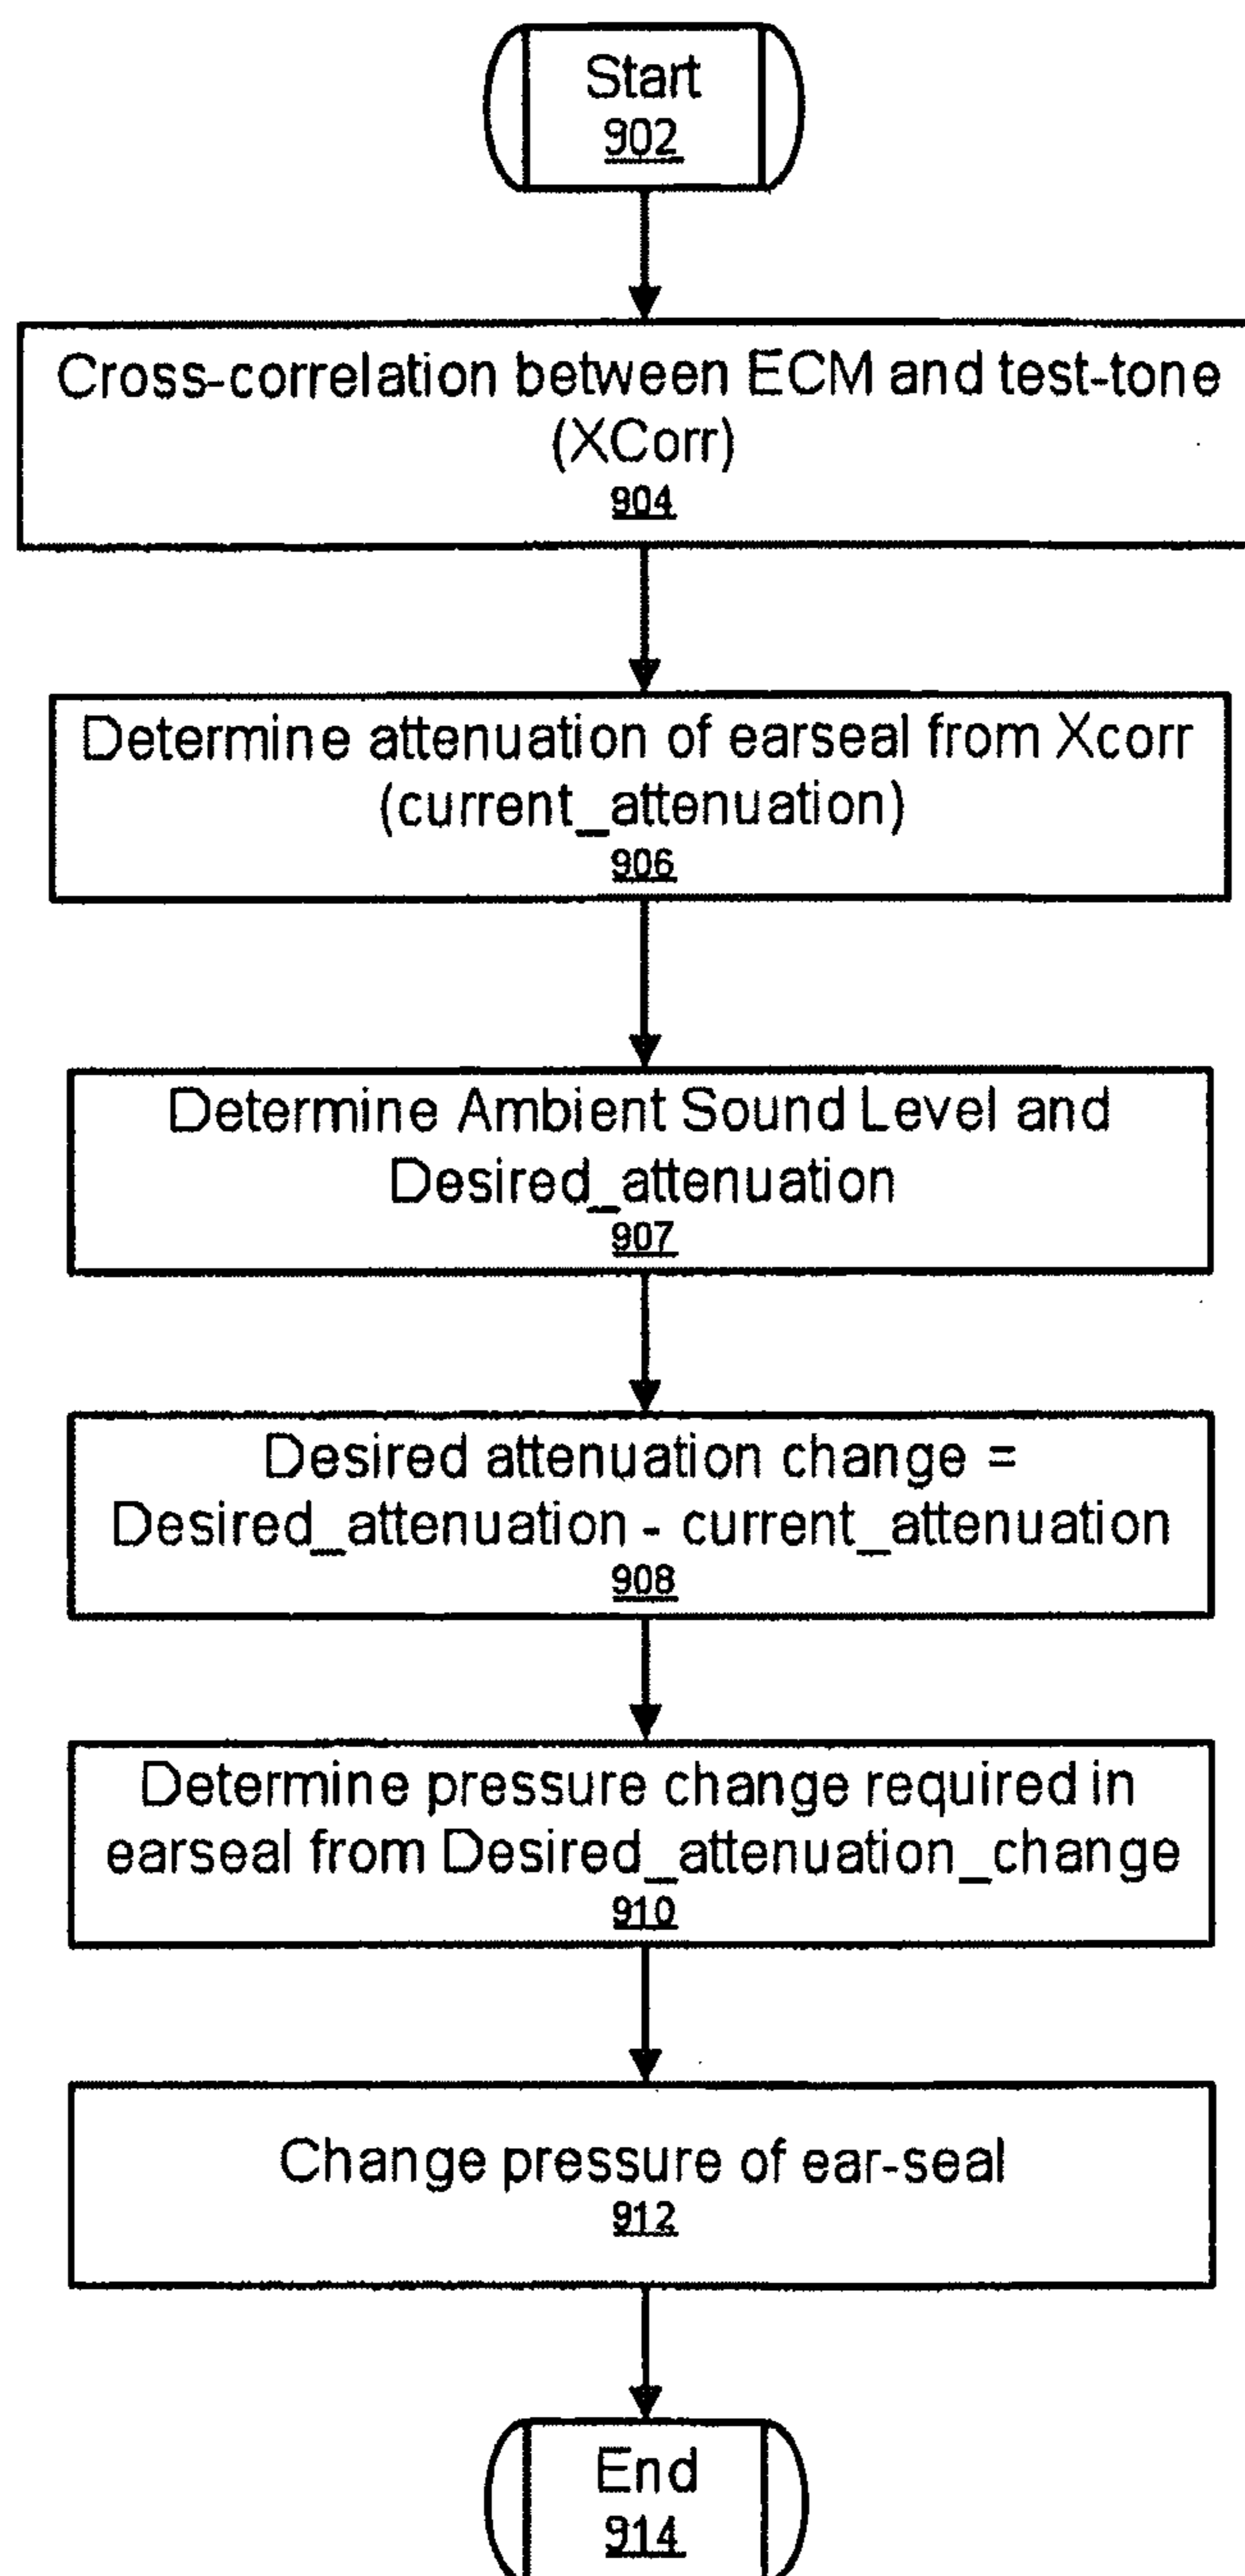 Start
902
Cross-correlation between ECM and test-tone
(XCorr)
904
Determine attenuation of earseal from Xcorr
(current_attenuation)
906
Determine Ambient Sound Level and
Desired_attenuation
907
Desired attenuation change =
Desired_attenuation - current_attenuation
908
Determine pressure change required in
earseal from Desired_attenuation_change
910
Change pressure of ear-seal
912
End
914